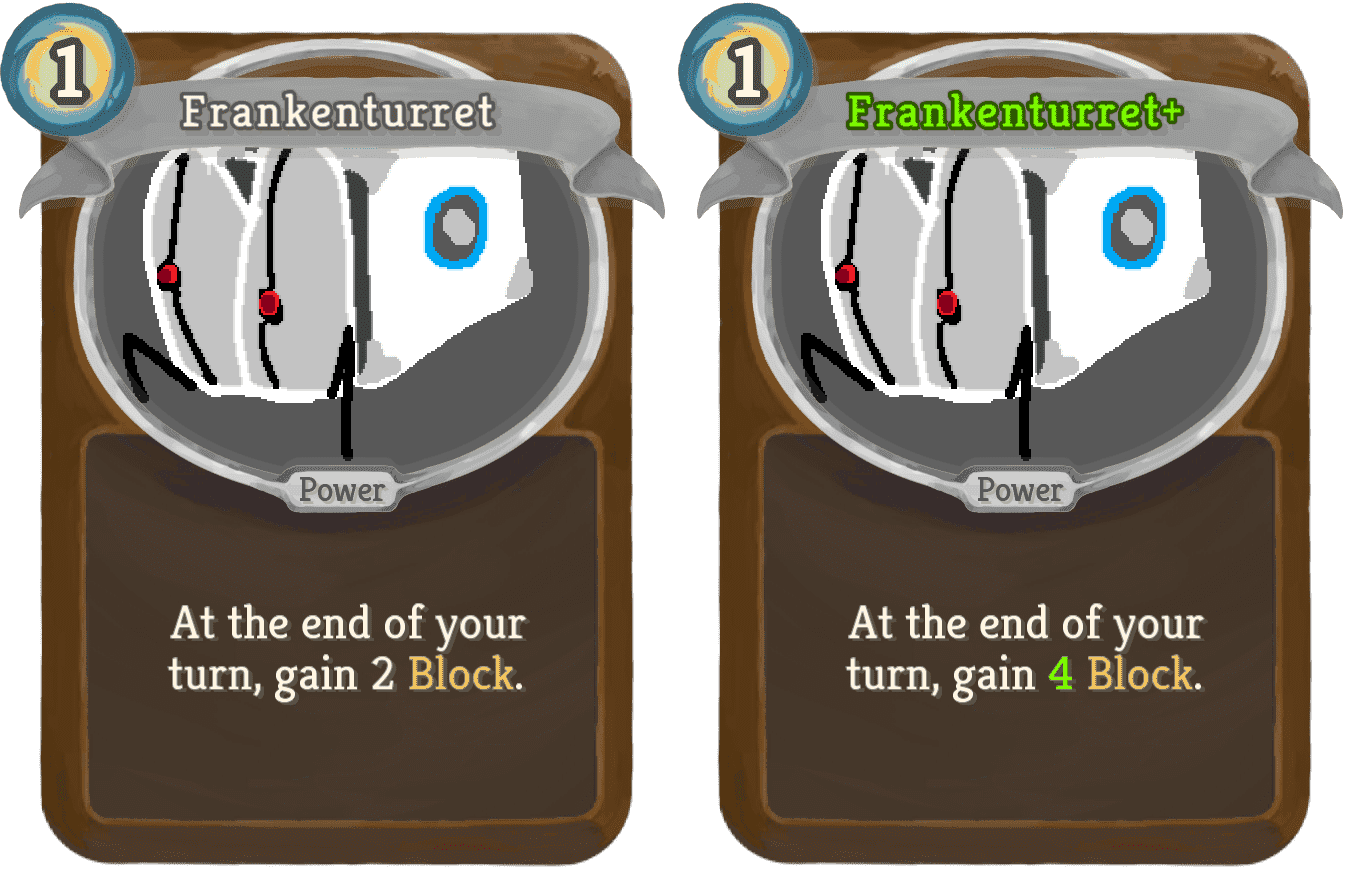 1
Frankenturret
Power
At the end of your
turn, gain 2 Block.
1
Frankenturret+
Power
At the end of your
turn, gain 4 Block.